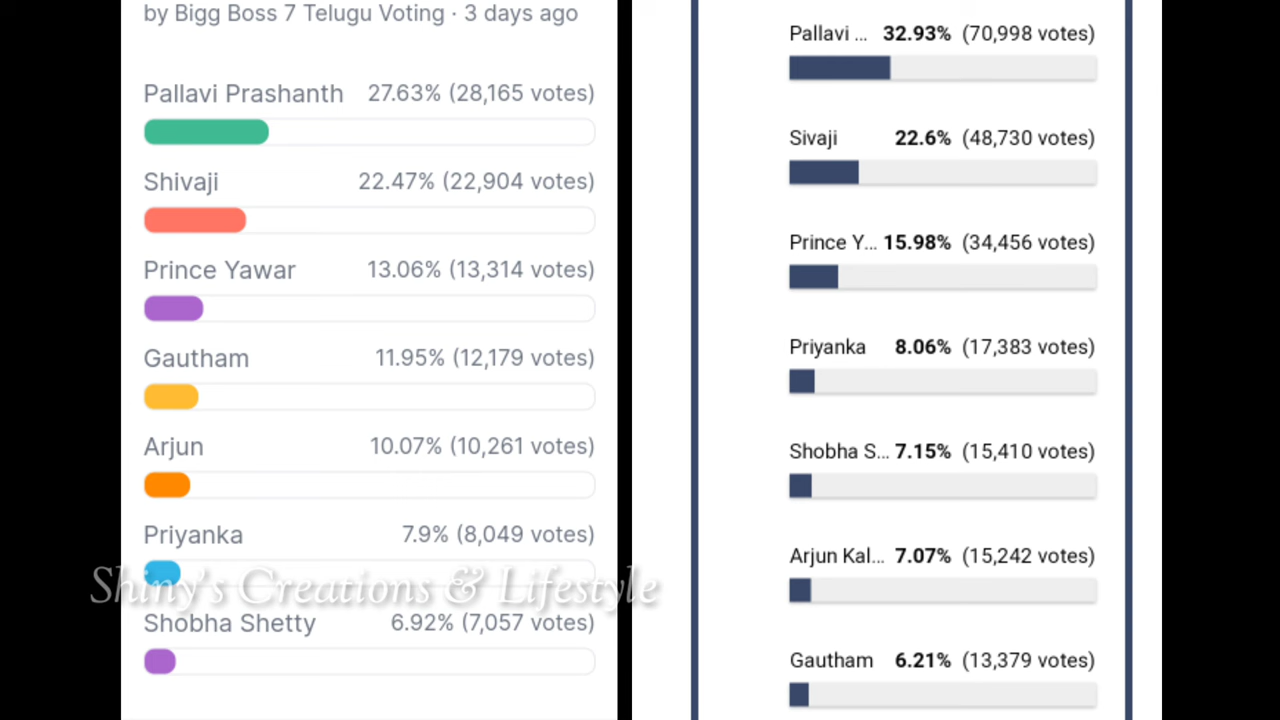 by Bigg Boss 7 Telugu Voting · 3 days ago
Pallavi Prashanth 27.63% (28,165 votes)
Shivaji 22.47% (22,904 votes)
Prince Yawar 13.06% (13,314 votes)
Gautham 11.95% (12,179 votes)
Arjun 10.07% (10,261 votes)
Priyanka 7.9% (8,049 votes)
Shiny's Creations & Lifestyle
Shobha Shetty 6.92% (7,057 votes)
Pallavi ... 32.93% (70,998 votes)
Sivaji 22.6% (48,730 votes)
Prince Y... 15.98% (34,456 votes)
Priyanka 8.06% (17,383 votes)
Shobha S... 7.15% (15,410 votes)
Arjun Kal... 7.07% (15,242 votes)
Gautham 6.21% (13,379 votes)